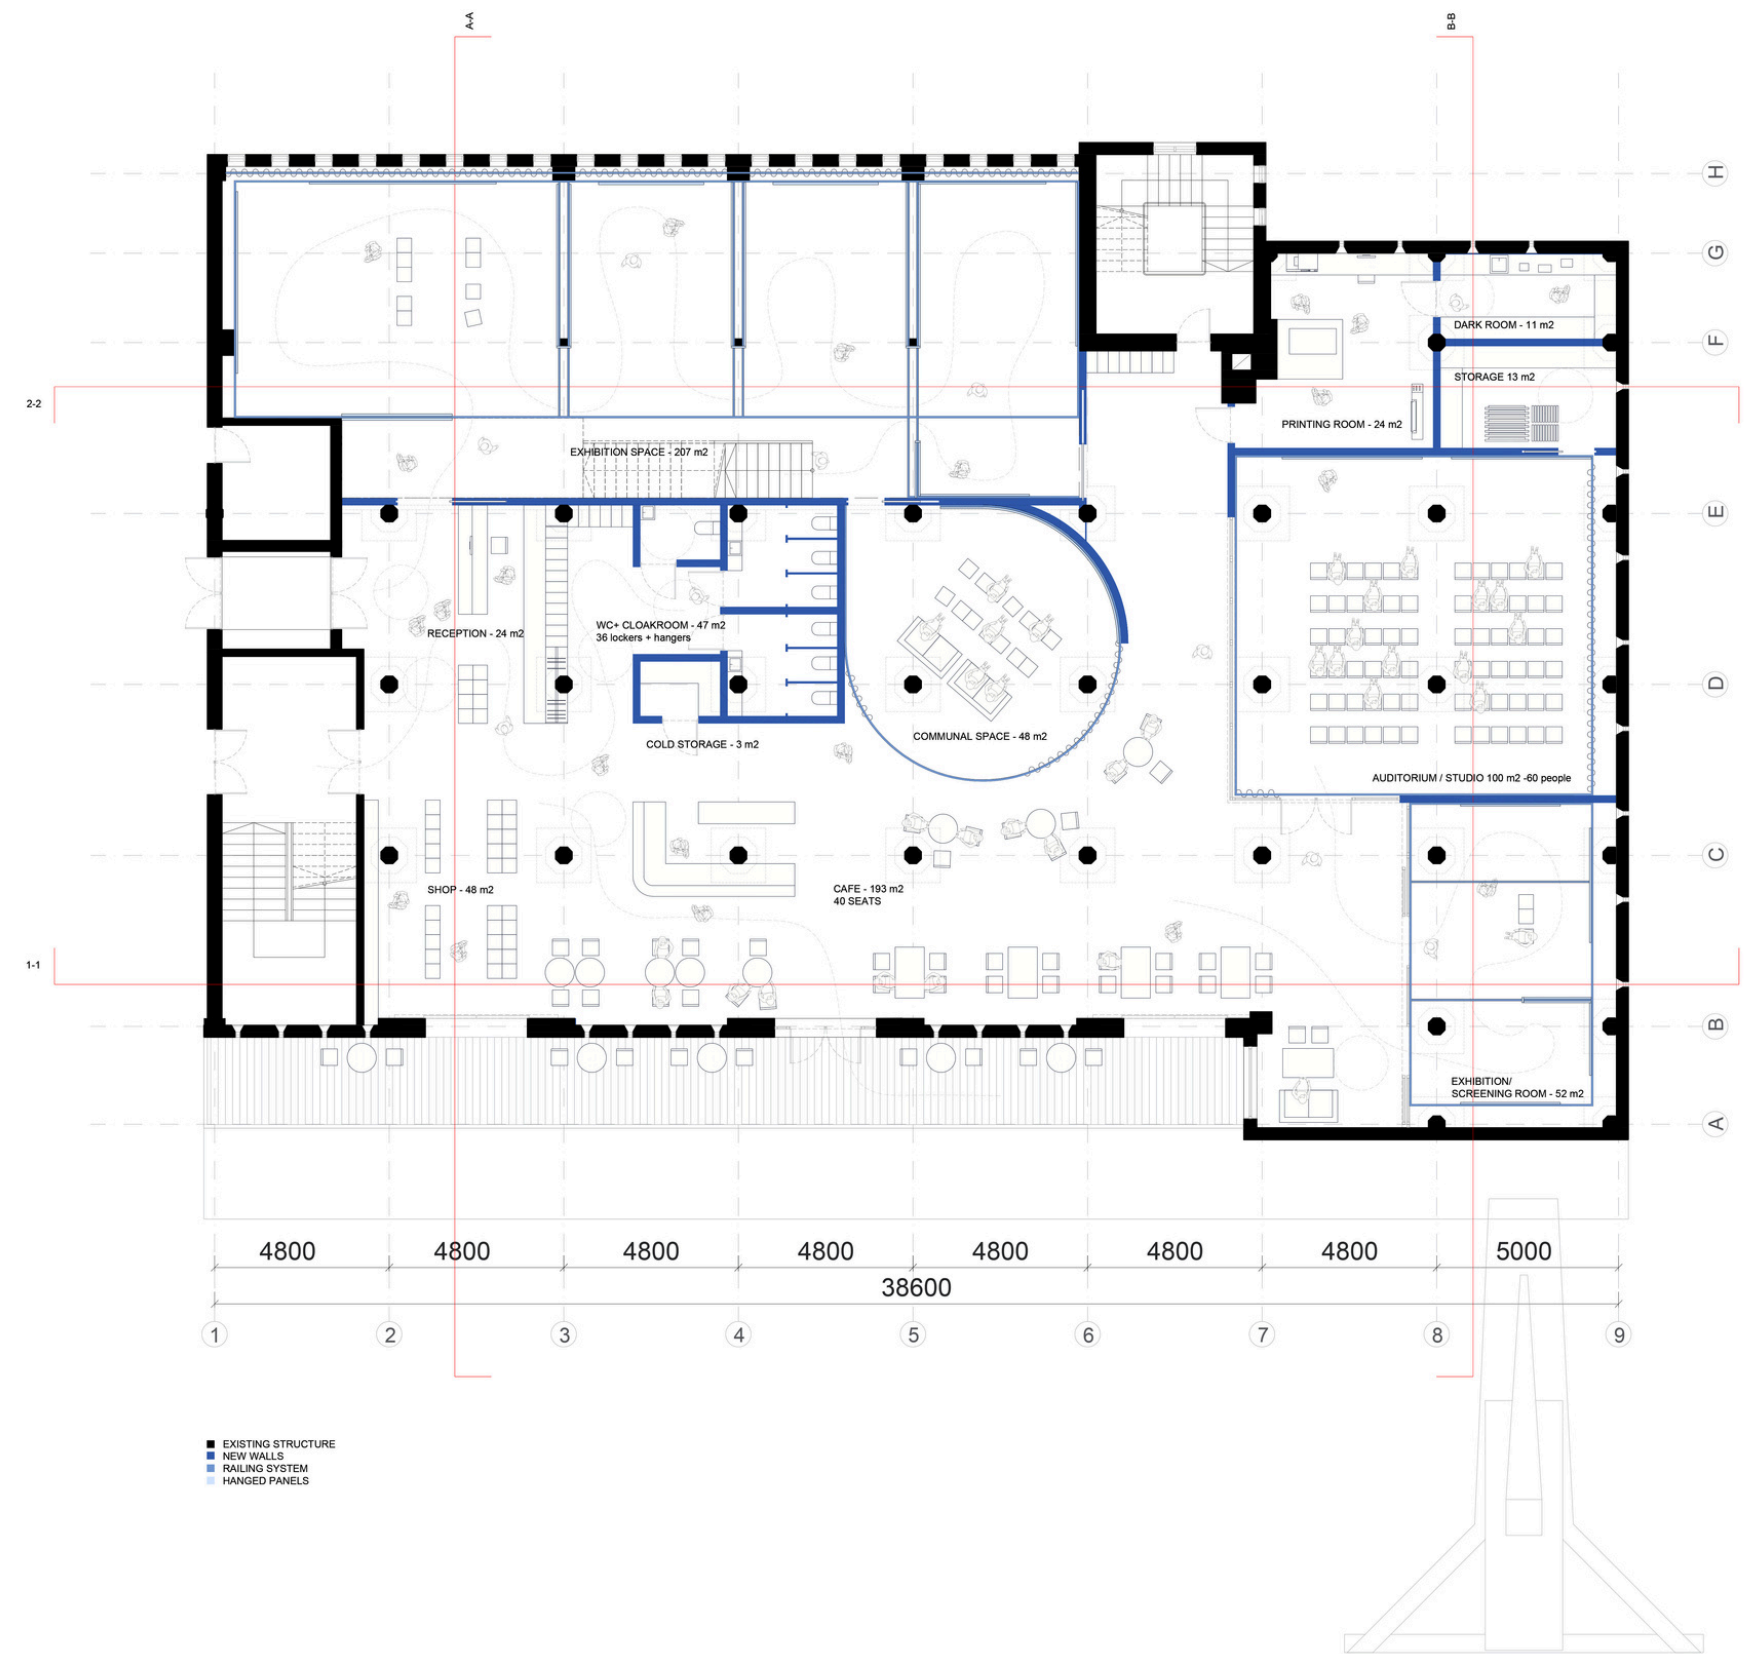 A-A
B-B
H
G
DARK ROOM - 11 m2
F
STORAGE 13 m2
2-2
PRINTING ROOM - 24 m2
EXHIBITION SPACE - 207 m2
E
WC+ CLOAKROOM - 47 m2
36 lockers + hangers
RECEPTION - 24 m2
D
COMMUNAL SPACE - 48 m2
COLD STORAGE - 3 m2
AUDITORIUM / STUDIO 100 m2 -60 people
C
SHOP - 48 m2
CAFE - 193 m2
40 SEATS
1-1
B
EXHIBITION/
SCREENING ROOM - 52 m2
A
4800 4800 4800 4800 4800 4800 4800 5000
38600
1 2 3 4 5 6 7 8 9
EXISTING STRUCTURE
NEW WALLS
RAILING SYSTEM
HANGED PANELS